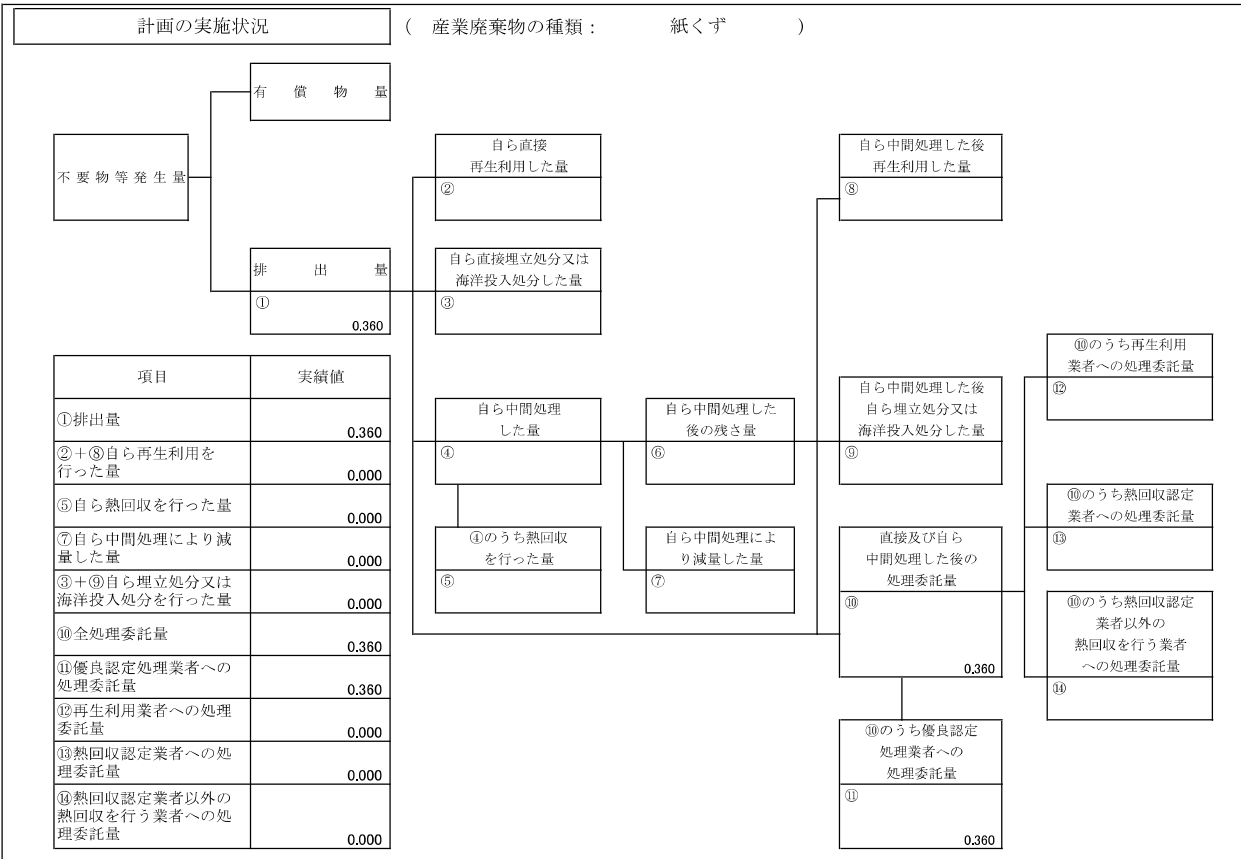 計画の実施状況
( 産業廃棄物の種類： 紙くず )
有償物量
不要物等発生量
排出量
①
0.360
自ら直接
再生利用した量
②
自ら直接埋立処分又は
海洋投入処分した量
③
自ら中間処理した後
再生利用した量
⑧
項目 実績値
①排出量 0.360
②＋⑧自ら再生利用を
行った量 0.000
⑤自ら熱回収を行った量 0.000
⑦自ら中間処理により減
量した量 0.000
③＋⑨自ら埋立処分又は
海洋投入処分を行った量 0.000
⑩全処理委託量 0.360
⑪優良認定処理業者への
処理委託量 0.360
⑫再生利用業者への処理
委託量 0.000
⑬熱回収認定業者への処
理委託量 0.000
⑭熱回収認定業者以外の
熱回収を行う業者への処
理委託量 0.000
自ら中間処理
した量
④
④のうち熱回収
を行った量
⑤
自ら中間処理した
後の残さ量
⑥
自ら中間処理によ
り減量した量
⑦
自ら中間処理した後
自ら埋立処分又は
海洋投入処分した量
⑨
直接及び自ら
中間処理した後の
処理委託量
⑩
0.360
⑩のうち優良認定
処理業者への
処理委託量
⑪
0.360
⑩のうち再生利用
業者への処理委託量
⑫
⑩のうち熱回収認定
業者への処理委託量
⑬
⑩のうち熱回収認定
業者以外の
熱回収を行う業者
への処理委託量
⑭